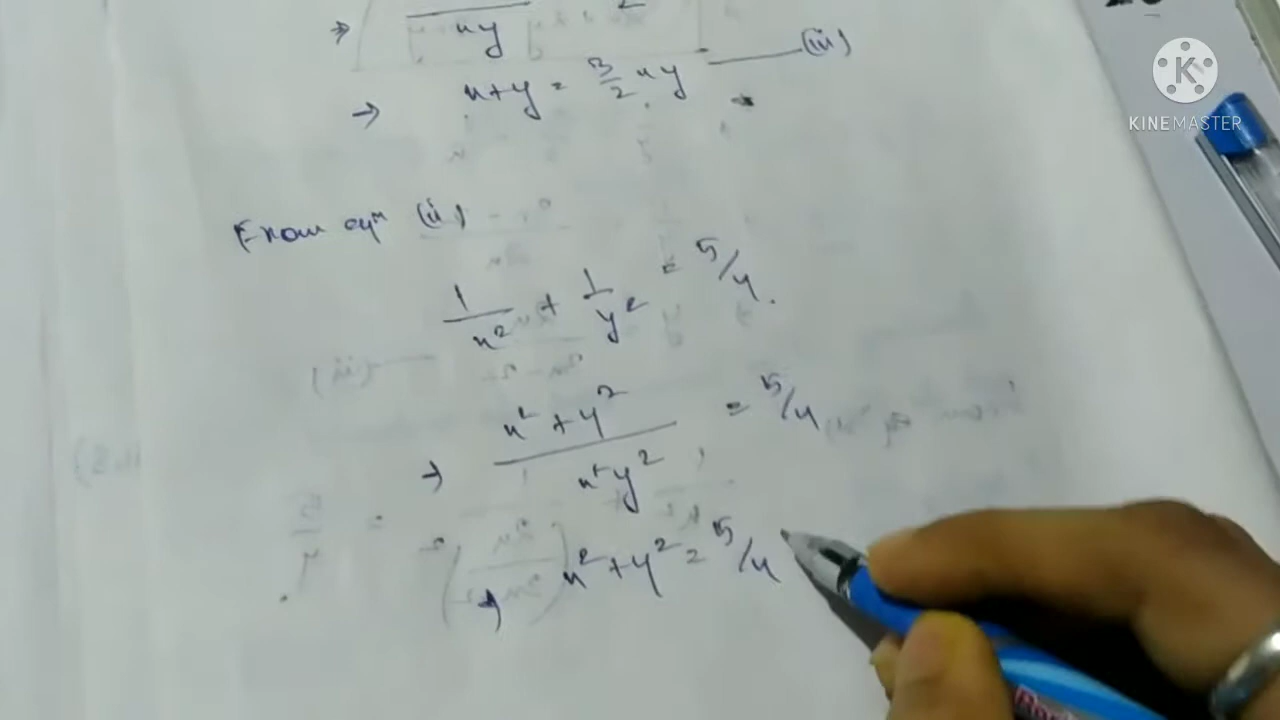 ⇒ xy 2
→ x+y = 3/2 xy —— (iii)
K
KINEMASTER
From eqn (ii)
1/x² + 1/y² = 5/4.
→ x² + y² / x²y² = 5/4
→ x² + y² = 5/4